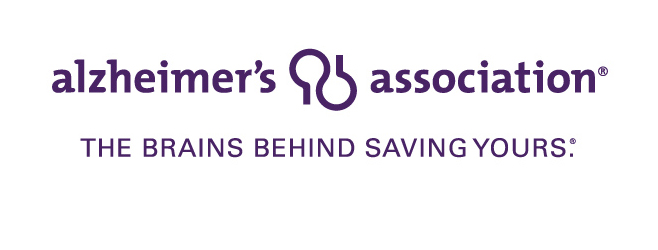 alzheimer's association®
THE BRAINS BEHIND SAVING YOURS.®